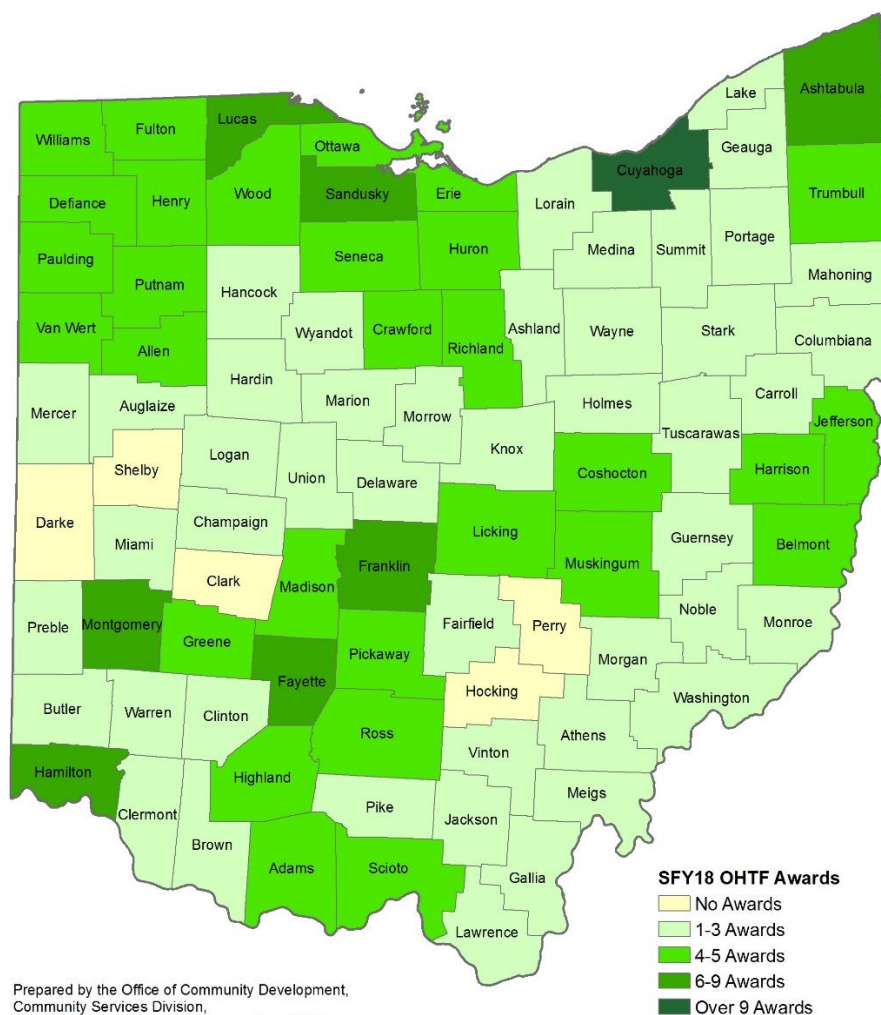 Lake
Ashtabula
Geauga
Cuyahoga
Trumbull
Williams
Fulton
Lucas
Ottawa
Defiance
Henry
Wood
Sandusky
Erie
Lorain
Medina
Summit
Portage
Mahoning
Paulding
Putnam
Hancock
Seneca
Huron
Van Wert
Allen
Wyandot
Crawford
Richland
Ashland
Wayne
Stark
Columbiana
Mercer
Auglaize
Hardin
Marion
Morrow
Holmes
Carroll
Tuscarawas
Jefferson
Harrison
Shelby
Logan
Union
Delaware
Knox
Coshocton
Darke
Miami
Champaign
Licking
Muskingum
Guernsey
Belmont
Clark
Madison
Franklin
Preble
Montgomery
Greene
Pickaway
Fairfield
Perry
Noble
Monroe
Morgan
Fayette
Hocking
Washington
Butler
Warren
Clinton
Ross
Athens
Vinton
Hamilton
Highland
Pike
Meigs
Clermont
Brown
Jackson
Adams
Scioto
Gallia
Lawrence
SFY18 OHTF Awards
No Awards
1-3 Awards
4-5 Awards
6-9 Awards
Over 9 Awards
Prepared by the Office of Community Development,
Community Services Division,